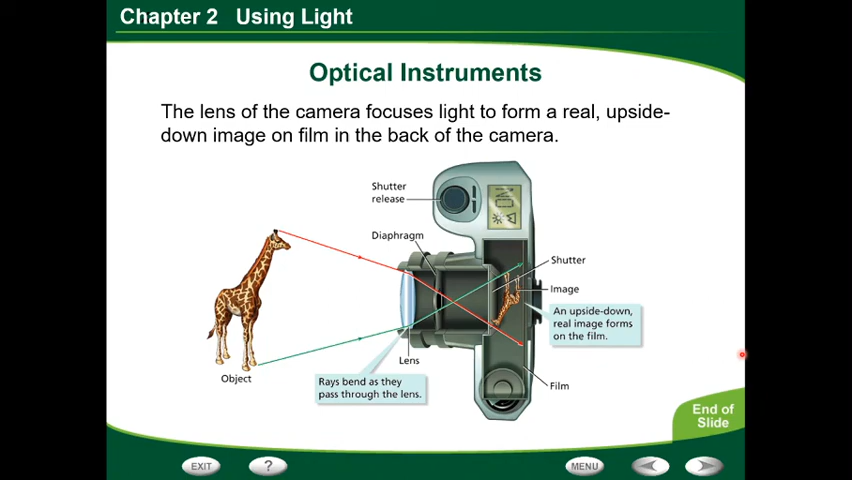 Chapter 2 Using Light
Optical Instruments
The lens of the camera focuses light to form a real, upside-
down image on film in the back of the camera.
Shutter
release
Diaphragm
Shutter
Image
An upside-down,
real image forms
on the film.
Lens
Object
Rays bend as they
pass through the lens.
Film
End of
Slide
EXIT
?
MENU